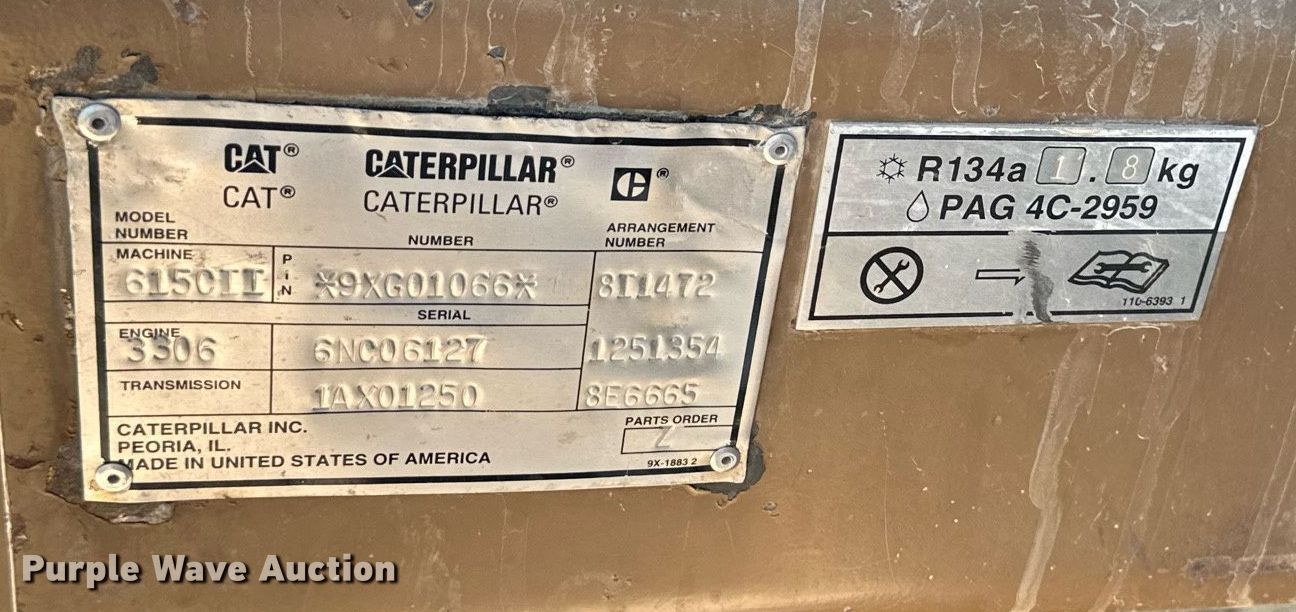 CAT® CATERPILLAR® ®
CAT® CATERPILLAR®
MODEL NUMBER NUMBER ARRANGEMENT NUMBER
MACHINE PIN
615CII *9XG01066* 8I1472
SERIAL
ENGINE
3306 6NC06127 1251354
TRANSMISSION 1AX01250 8E6665
CATERPILLAR INC. PARTS ORDER
PEORIA, IL. Z
MADE IN UNITED STATES OF AMERICA 9X-1883 2
R134a 1.8 kg
PAG 4C-2959
110-6393 1
Purple Wave Auction